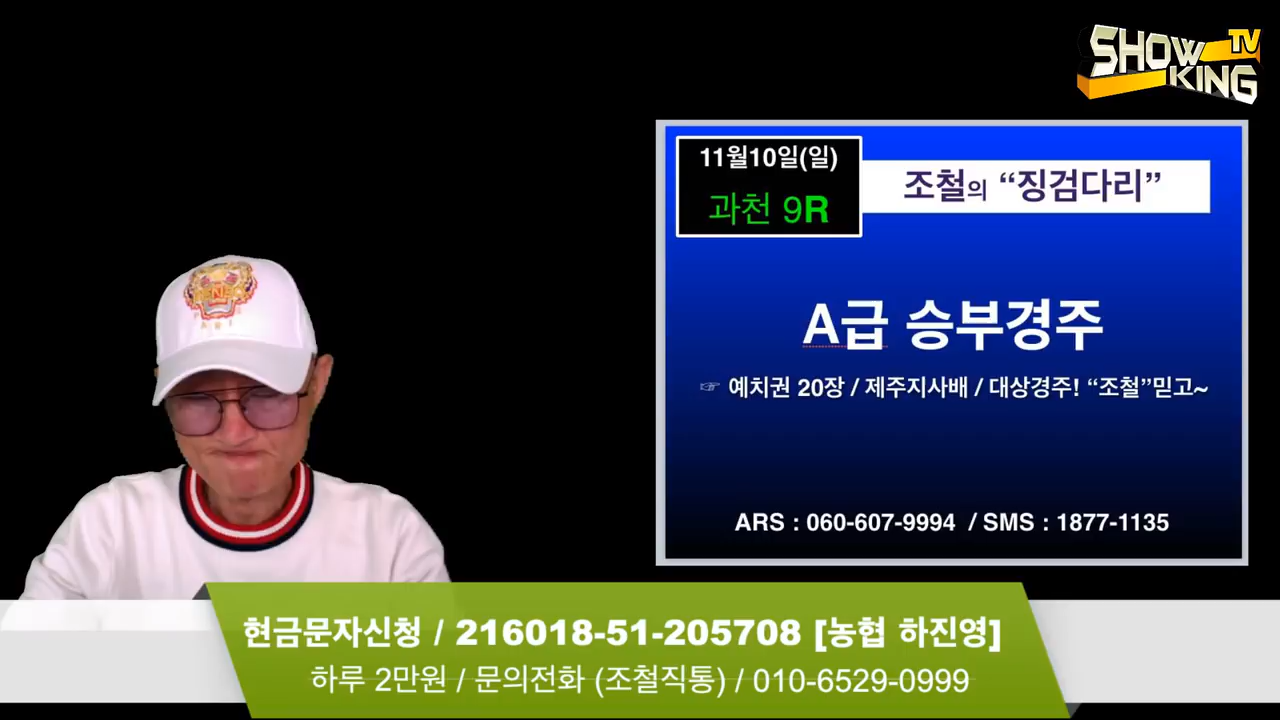 SHOW TV
KING
11월10일(일)
과천 9R
조철의 “징검다리”
A급 승부경주
☞ 예치권 20장 / 제주지사배 / 대상경주! “조철”믿고~
ARS : 060-607-9994 / SMS : 1877-1135
현금문자신청 / 216018-51-205708 [농협 하진영]
하루 2만원 / 문의전화 (조철직통) / 010-6529-0999